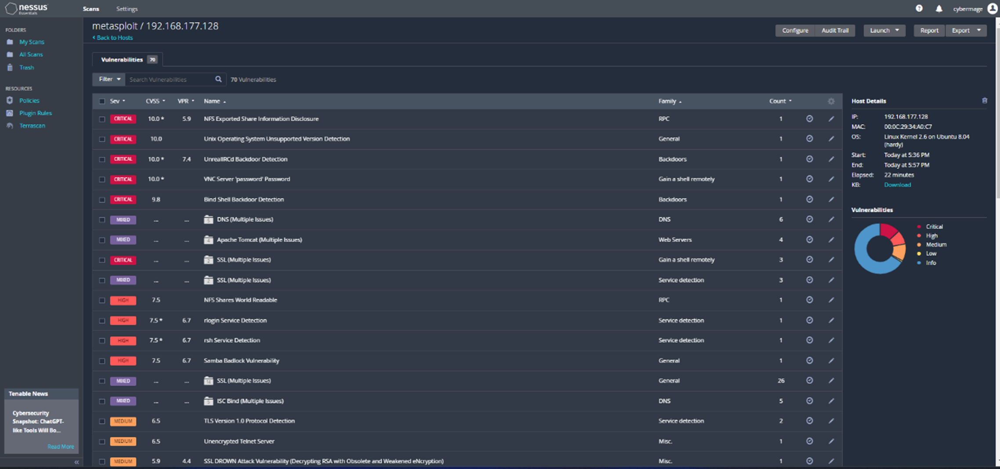 nessus
Essentials
Scans Settings
cybermage
FOLDERS
My Scans
All Scans
Trash
RESOURCES
Policies
Plugin Rules
Terrascan
Tenable News
Cybersecurity
Snapshot: ChatGPT-
like Tools Will Bo...
Read More
metasploit / 192.168.177.128
Back to Hosts
Configure Audit Trail Launch Report Export
Vulnerabilities 70
Filter Search Vulnerabilities 70 Vulnerabilities
Sev CVSS VPR Name Family Count
CRITICAL 10.0 * 5.9 NFS Exported Share Information Disclosure RPC 1
CRITICAL 10.0 Unix Operating System Unsupported Version Detection General 1
CRITICAL 10.0 * 7.4 UnrealIRCd Backdoor Detection Backdoors 1
CRITICAL 10.0 * VNC Server 'password' Password Gain a shell remotely 1
CRITICAL 9.8 Bind Shell Backdoor Detection Backdoors 1
MIXED ... ... 5 DNS (Multiple Issues) DNS 6
MIXED ... ... 4 Apache Tomcat (Multiple Issues) Web Servers 4
CRITICAL ... ... 2 SSL (Multiple Issues) Gain a shell remotely 3
MIXED ... ... 2 SSL (Multiple Issues) Service detection 3
HIGH 7.5 NFS Shares World Readable RPC 1
HIGH 7.5 * 6.7 rlogin Service Detection Service detection 1
HIGH 7.5 * 6.7 rsh Service Detection Service detection 1
HIGH 7.5 6.7 Samba Badlock Vulnerability General 1
MIXED ... ... 14 SSL (Multiple Issues) General 26
MIXED ... ... 5 ISC Bind (Multiple Issues) DNS 5
MEDIUM 6.5 TLS Version 1.0 Protocol Detection Service detection 2
MEDIUM 6.5 Unencrypted Telnet Server Misc. 1
MEDIUM 5.9 4.4 SSL DROWN Attack Vulnerability (Decrypting RSA with Obsolete and Weakened eNcryption) Misc. 1
Host Details
IP: 192.168.177.128
MAC: 00:0C:29:34:A0:C7
OS: Linux Kernel 2.6 on Ubuntu 8.04
(hardy)
Start: Today at 5:36 PM
End: Today at 5:57 PM
Elapsed: 22 minutes
KB: Download
Vulnerabilities
Critical
High
Medium
Low
Info